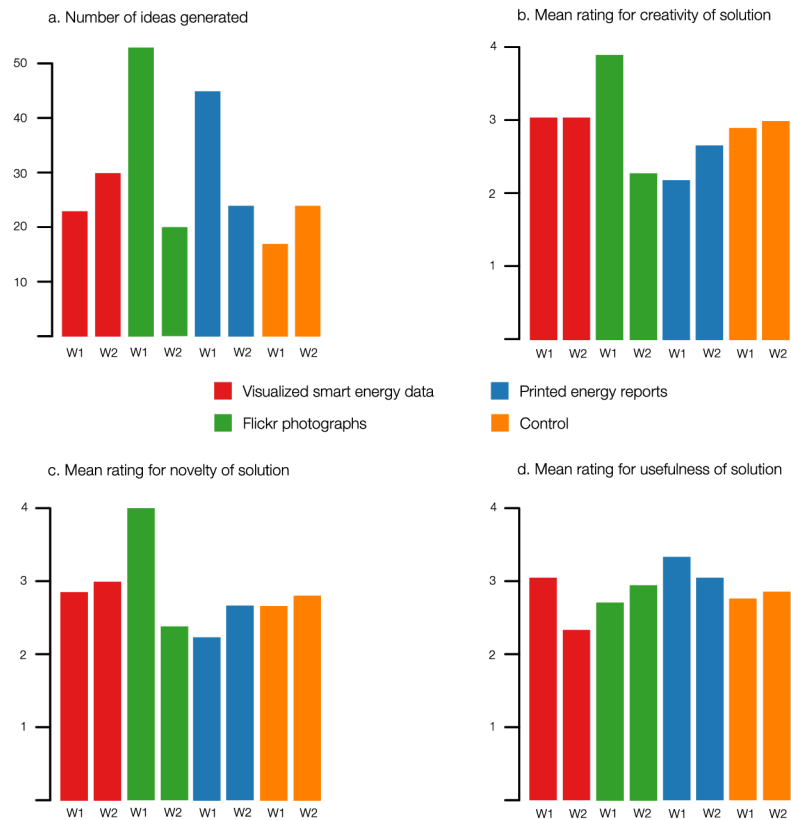 a. Number of ideas generated
50
40
30
20
10
W1 W2 W1 W2 W1 W2 W1 W2
b. Mean rating for creativity of solution
4
3
2
1
W1 W2 W1 W2 W1 W2 W1 W2
Visualized smart energy data
Printed energy reports
Flickr photographs
Control
c. Mean rating for novelty of solution
4
3
2
1
W1 W2 W1 W2 W1 W2 W1 W2
d. Mean rating for usefulness of solution
4
3
2
1
W1 W2 W1 W2 W1 W2 W1 W2